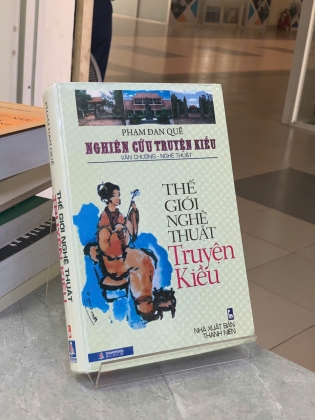 PHẠM ĐAN QUẾ
NGHIÊN CỨU TRUYỆN KIỀU
VĂN CHƯƠNG - NGHỆ THUẬT
THẾ
GIỚI
NGHỆ
THUẬT
Truyện
Kiều
NHÀ XUẤT BẢN
THANH NIÊN
THẾ GIỚI NGHỆ THUẬT